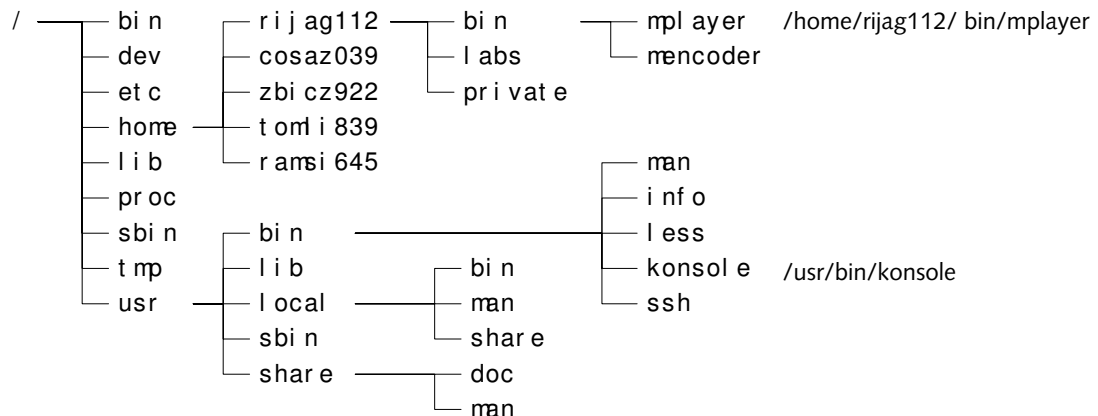 / bin rijag112 bin mplayer /home/rijag112/ bin/mplayer
dev cosaz039 labs mencoder
etc zbicz922 private
home tomli839
lib ramsi645 man
proc info
sbin bin less
tmp lib bin konsole /usr/bin/konsole
usr local man ssh
sbin share
share doc
man